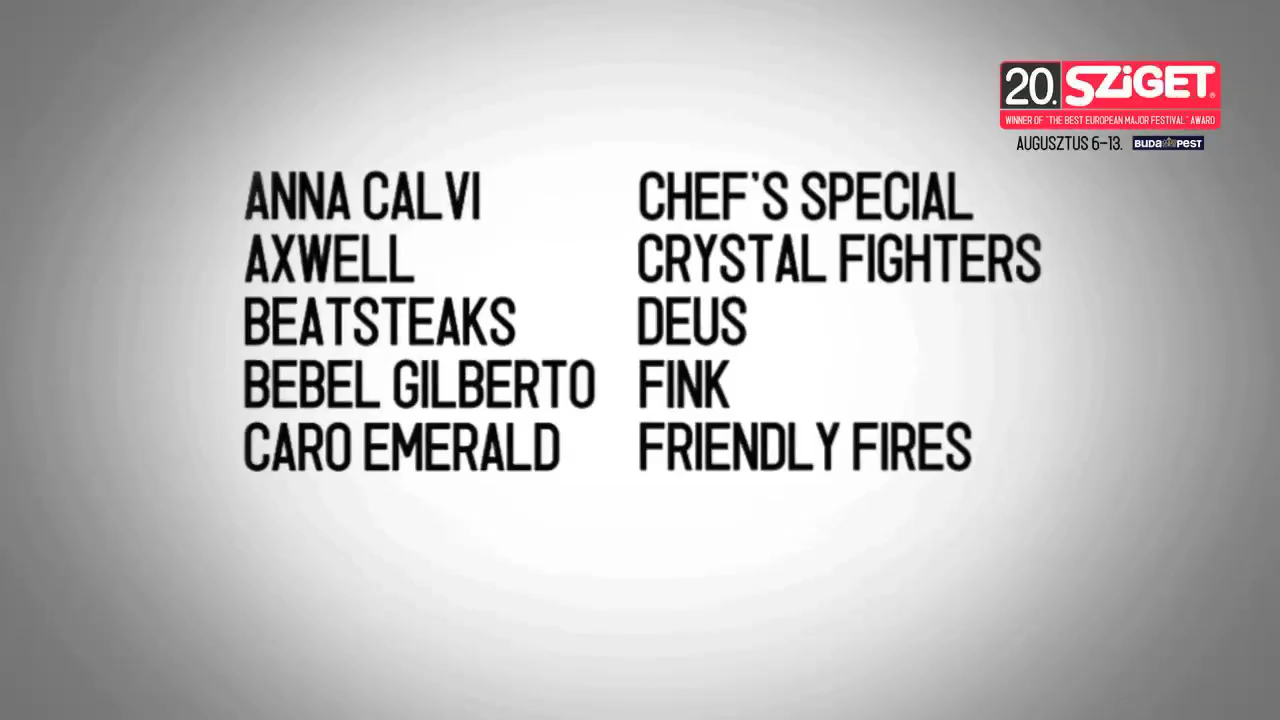 20. SZiGET
WINNER OF "THE BEST EUROPEAN MAJOR FESTIVAL" AWARD
AUGUSZTUS 6-13. BUDAPEST
ANNA CALVI
AXWELL
BEATSTEAKS
BEBEL GILBERTO
CARO EMERALD
CHEF'S SPECIAL
CRYSTAL FIGHTERS
DEUS
FINK
FRIENDLY FIRES